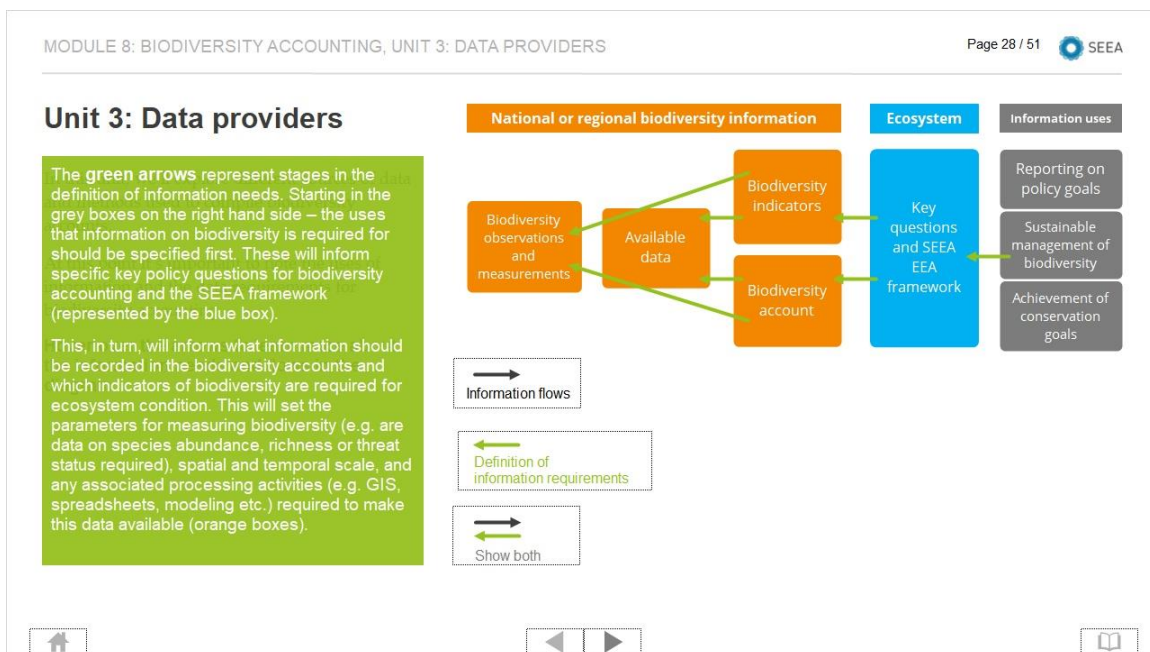 MODULE 8: BIODIVERSITY ACCOUNTING, UNIT 3: DATA PROVIDERS
Page 28 / 51
SEEA
Unit 3: Data providers
The green arrows represent stages in the
definition of information needs. Starting in the
grey boxes on the right hand side – the uses
that information on biodiversity is required for
should be specified first. These will inform
specific key policy questions for biodiversity
accounting and the SEEA framework
(represented by the blue box).
This, in turn, will inform what information should
be recorded in the biodiversity accounts and
which indicators of biodiversity are required for
ecosystem condition. This will set the
parameters for measuring biodiversity (e.g. are
data on species abundance, richness or threat
status required), spatial and temporal scale, and
any associated processing activities (e.g. GIS,
spreadsheets, modeling etc.) required to make
this data available (orange boxes).
National or regional biodiversity information
Ecosystem
Information uses
Biodiversity
observations
and
measurements
Available
data
Biodiversity
indicators
Biodiversity
account
Key
questions
and SEEA
EEA
framework
Reporting on
policy goals
Sustainable
management of
biodiversity
Achievement of
conservation
goals
Information flows
Definition of
information requirements
Show both